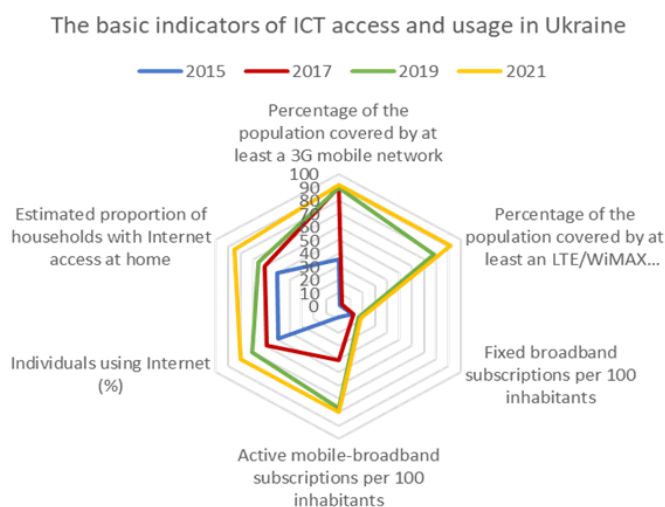 The basic indicators of ICT access and usage in Ukraine
2015 2017 2019 2021
Percentage of the
population covered by at
least a 3G mobile network
100
90
80
70
60
50
40
30
20
10
0
Percentage of the
population covered by at
least an LTE/WiMAX...
Fixed broadband
subscriptions per 100
inhabitants
Active mobile-broadband
subscriptions per 100
inhabitants
Individuals using Internet
(%)
Estimated proportion of
households with Internet
access at home